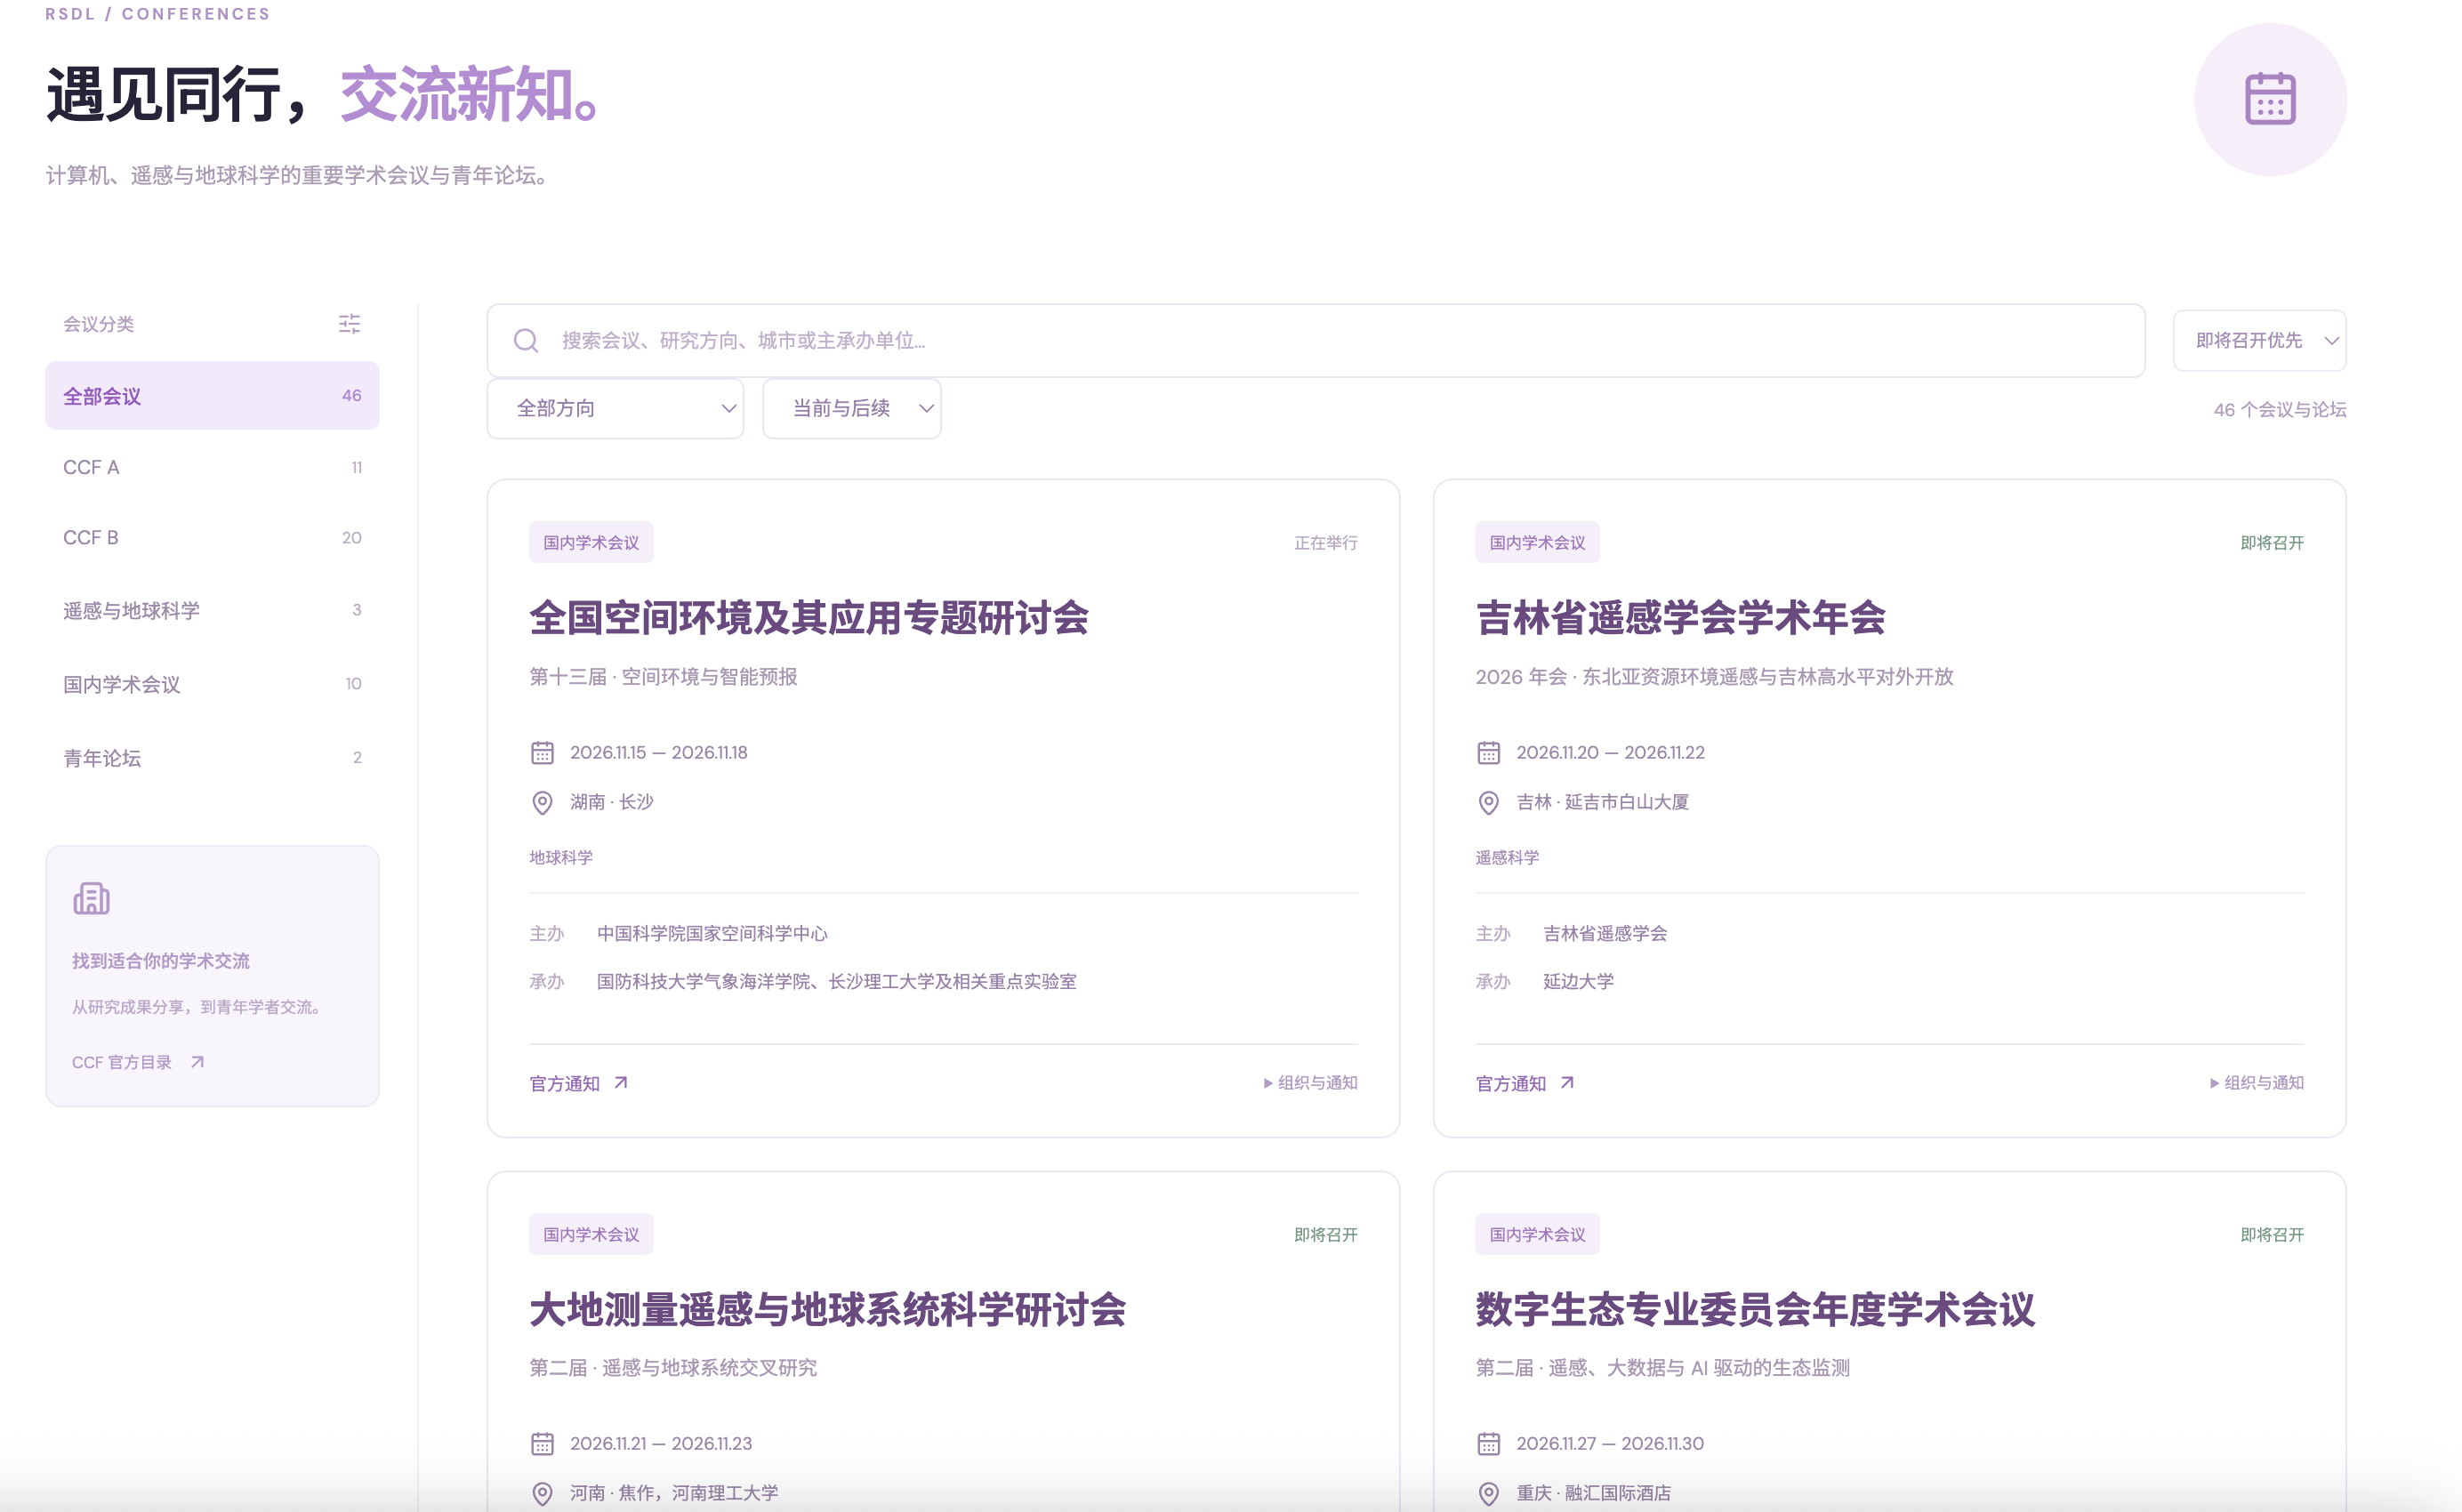 RSDL / CONFERENCES
遇见同行，交流新知。
计算机、遥感与地球科学的重要学术会议与青年论坛。
会议分类
全部会议 46
CCF A 11
CCF B 20
遥感与地球科学 3
国内学术会议 10
青年论坛 2
找到适合你的学术交流
从研究成果分享，到青年学者交流。
CCF 官方目录
搜索会议、研究方向、城市或主承办单位...
即将召开优先
全部方向
当前与后续
46 个会议与论坛
国内学术会议
正在举行
全国空间环境及其应用专题研讨会
第十三届 · 空间环境与智能预报
2026.11.15 — 2026.11.18
湖南 · 长沙
地球科学
主办 中国科学院国家空间科学中心
承办 国防科技大学气象海洋学院、长沙理工大学及相关重点实验室
官方通知
组织与通知
国内学术会议
即将召开
吉林省遥感学会学术年会
2026 年会 · 东北亚资源环境遥感与吉林高水平对外开放
2026.11.20 — 2026.11.22
吉林 · 延吉市白山大厦
遥感科学
主办 吉林省遥感学会
承办 延边大学
官方通知
组织与通知
国内学术会议
即将召开
大地测量遥感与地球系统科学研讨会
第二届 · 遥感与地球系统交叉研究
2026.11.21 — 2026.11.23
河南 · 焦作，河南理工大学
国内学术会议
即将召开
数字生态专业委员会年度学术会议
第二届 · 遥感、大数据与 AI 驱动的生态监测
2026.11.27 — 2026.11.30
重庆 · 融汇国际酒店